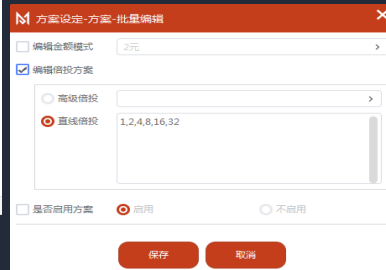 方案设定-方案-批量编辑
编辑金额模式 2元
编辑倍投方案
高级倍投
直线倍投 1,2,4,8,16,32
是否启用方案 启用 不启用
保存 取消